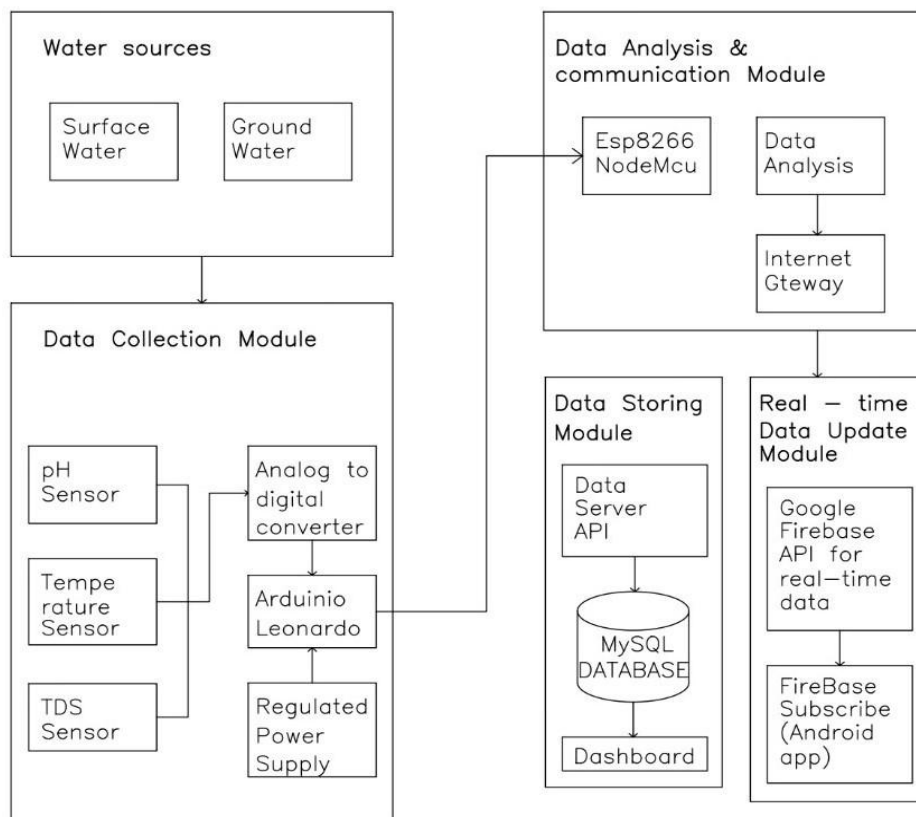 Water sources
Surface
Water
Ground
Water
Data Collection Module
pH
Sensor
Tempe
rature
Sensor
TDS
Sensor
Analog to
digital
converter
Arduinio
Leonardo
Regulated
Power
Supply
Data Analysis &
communication Module
Esp8266
NodeMcu
Data
Analysis
Internet
Gteway
Data Storing
Module
Data
Server
API
MySQL
DATABASE
Dashboard
Real – time
Data Update
Module
Google
Firebase
API for
real–time
data
FireBase
Subscribe
(Android
app)